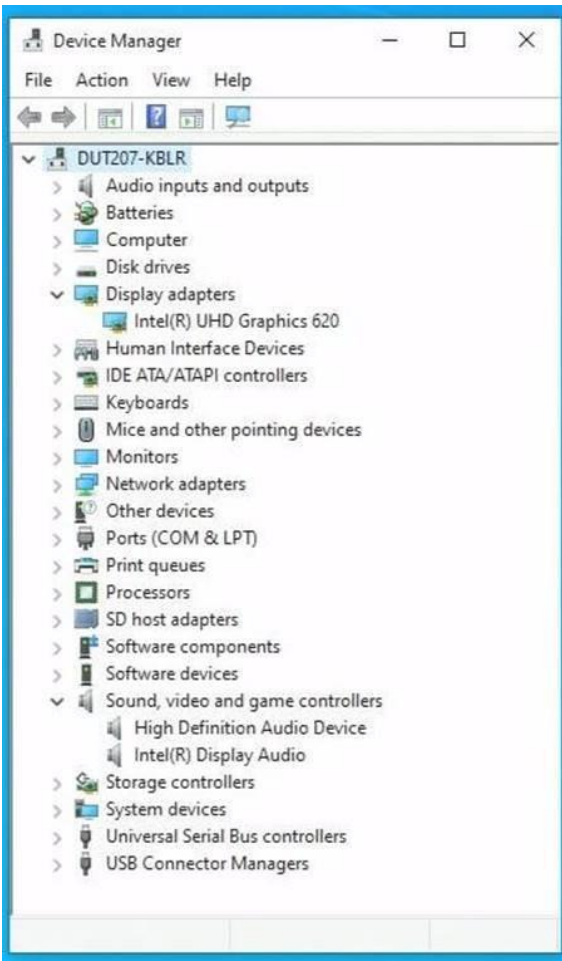 Device Manager
File Action View Help
DUT207-KBLR
Audio inputs and outputs
Batteries
Computer
Disk drives
Display adapters
Intel(R) UHD Graphics 620
Human Interface Devices
IDE ATA/ATAPI controllers
Keyboards
Mice and other pointing devices
Monitors
Network adapters
Other devices
Ports (COM & LPT)
Print queues
Processors
SD host adapters
Software components
Software devices
Sound, video and game controllers
High Definition Audio Device
Intel(R) Display Audio
Storage controllers
System devices
Universal Serial Bus controllers
USB Connector Managers